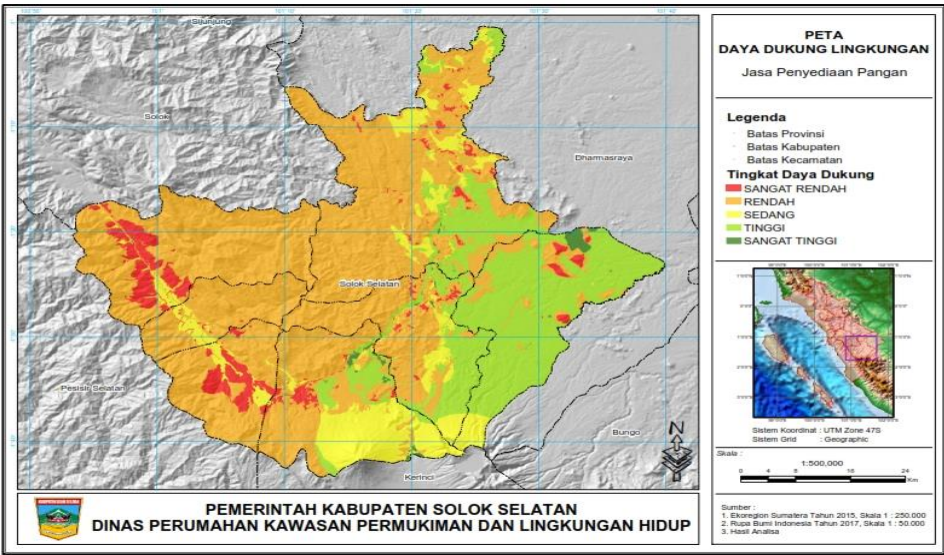 Sijunjung
Solok
Dharmasraya
Solok Selatan
Pesisir Selatan
Bungo
Kerinci
N
PEMERINTAH KABUPATEN SOLOK SELATAN
DINAS PERUMAHAN KAWASAN PERMUKIMAN DAN LINGKUNGAN HIDUP
PETA
DAYA DUKUNG LINGKUNGAN
Jasa Penyediaan Pangan
Legenda
Batas Provinsi
Batas Kabupaten
Batas Kecamatan
Tingkat Daya Dukung
SANGAT RENDAH
RENDAH
SEDANG
TINGGI
SANGAT TINGGI
Sistem Koordinat : UTM Zone 47S
Sistem Grid : Geographic
Skala :
1:500,000
0 4 8 16 24
Km
Sumber :
1. Ekoregion Sumatera Tahun 2015, Skala 1 : 250.000
2. Rupa Bumi Indonesia Tahun 2017, Skala 1 : 50.000
3. Hasil Analisa